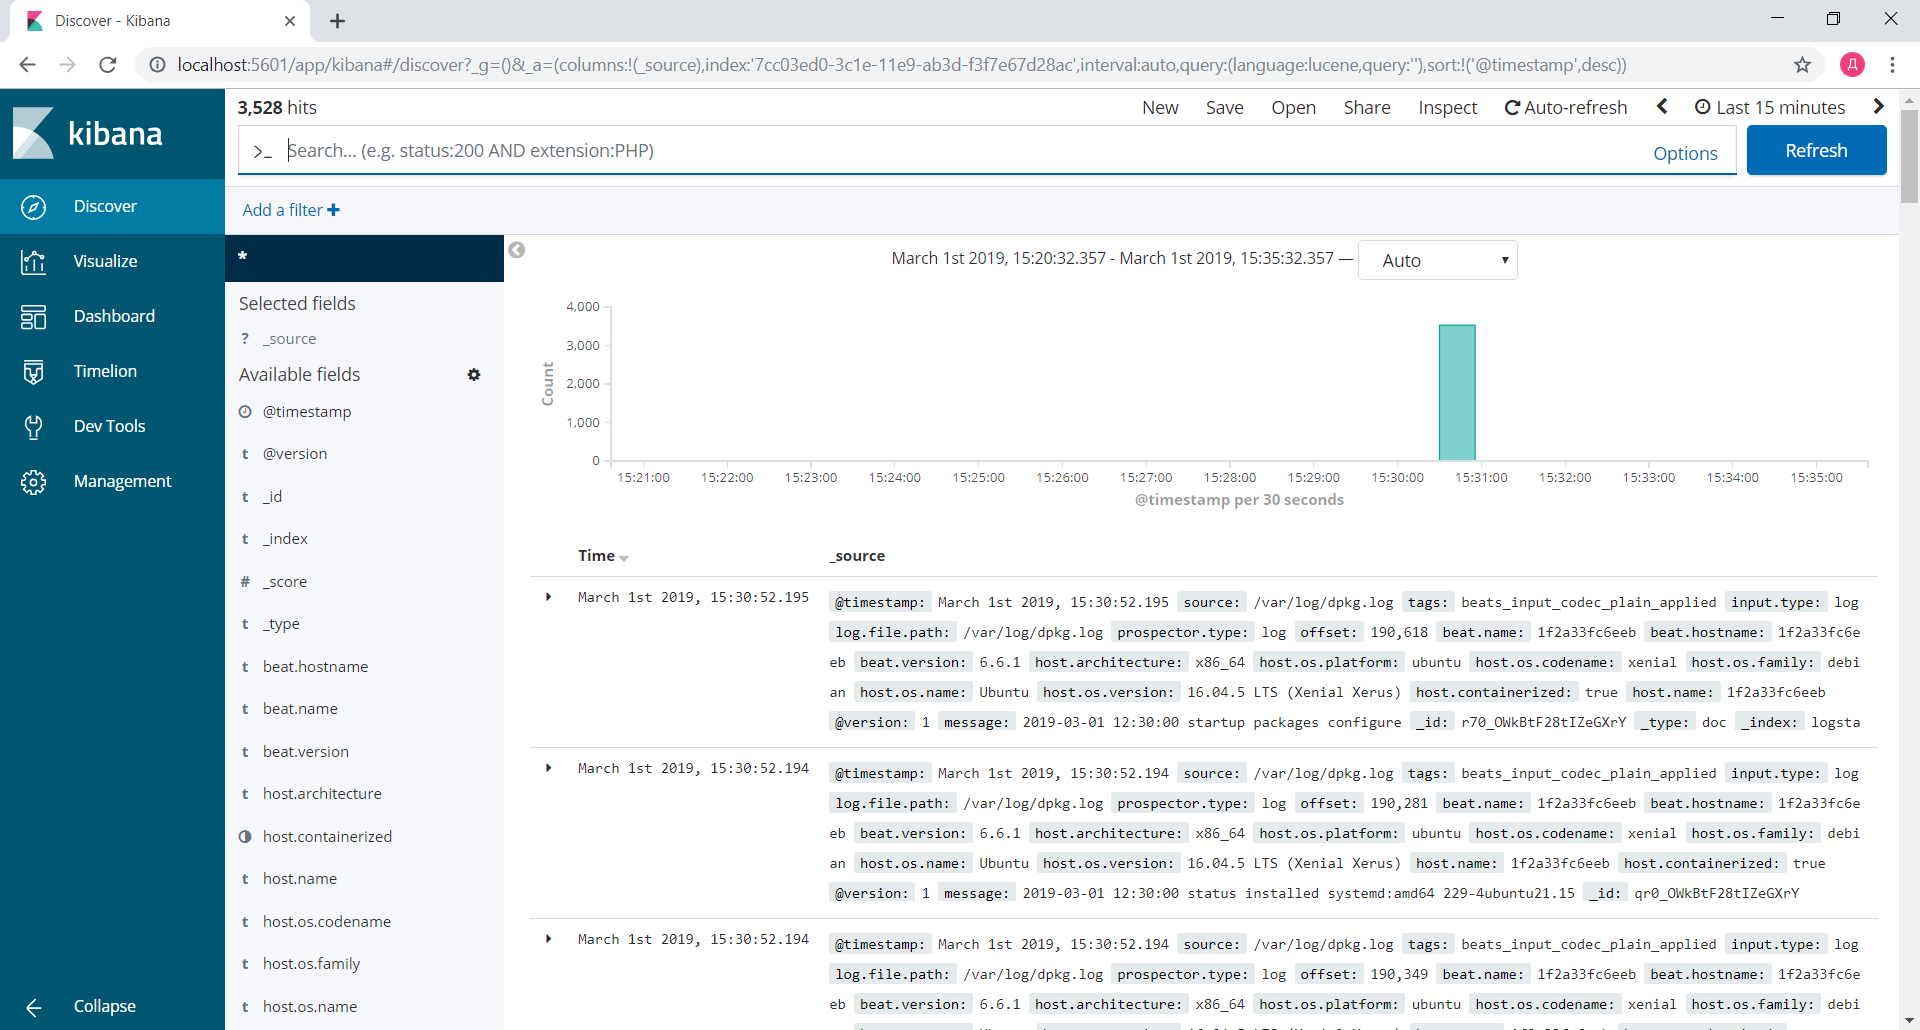 Discover - Kibana
localhost:5601/app/kibana#/discover?_g=()&_a=(columns:!(_source),index:'7cc03ed0-3c1e-11e9-ab3d-f3f7e67d28ac',interval:auto,query:(language:lucene,query:''),sort:!('@timestamp',desc))
Д
kibana
Discover
Visualize
Dashboard
Timelion
Dev Tools
Management
Collapse
3,528 hits
New Save Open Share Inspect Auto-refresh Last 15 minutes
>_ Search... (e.g. status:200 AND extension:PHP)
Options
Refresh
Add a filter +
*
Selected fields
? _source
Available fields
@timestamp
t @version
t _id
t _index
# _score
t _type
t beat.hostname
t beat.name
t beat.version
t host.architecture
host.containerized
t host.name
t host.os.codename
t host.os.family
t host.os.name
March 1st 2019, 15:20:32.357 - March 1st 2019, 15:35:32.357 — Auto
Count
4,000
3,000
2,000
1,000
0
15:21:00 15:22:00 15:23:00 15:24:00 15:25:00 15:26:00 15:27:00 15:28:00 15:29:00 15:30:00 15:31:00 15:32:00 15:33:00 15:34:00 15:35:00
@timestamp per 30 seconds
Time _source
March 1st 2019, 15:30:52.195 @timestamp: March 1st 2019, 15:30:52.195 source: /var/log/dpkg.log tags: beats_input_codec_plain_applied input.type: log
log.file.path: /var/log/dpkg.log prospector.type: log offset: 190,618 beat.name: 1f2a33fc6eeb beat.hostname: 1f2a33fc6e
eb beat.version: 6.6.1 host.architecture: x86_64 host.os.platform: ubuntu host.os.codename: xenial host.os.family: debi
an host.os.name: Ubuntu host.os.version: 16.04.5 LTS (Xenial Xerus) host.containerized: true host.name: 1f2a33fc6eeb
@version: 1 message: 2019-03-01 12:30:00 startup packages configure _id: r70_OWkBtF28tIZeGXrY _type: doc _index: logsta
March 1st 2019, 15:30:52.194 @timestamp: March 1st 2019, 15:30:52.194 source: /var/log/dpkg.log tags: beats_input_codec_plain_applied input.type: log
log.file.path: /var/log/dpkg.log prospector.type: log offset: 190,281 beat.name: 1f2a33fc6eeb beat.hostname: 1f2a33fc6e
eb beat.version: 6.6.1 host.architecture: x86_64 host.os.platform: ubuntu host.os.codename: xenial host.os.family: debi
an host.os.name: Ubuntu host.os.version: 16.04.5 LTS (Xenial Xerus) host.name: 1f2a33fc6eeb host.containerized: true
@version: 1 message: 2019-03-01 12:30:00 status installed systemd:amd64 229-4ubuntu21.15 _id: qr0_OWkBtF28tIZeGXrY
March 1st 2019, 15:30:52.194 @timestamp: March 1st 2019, 15:30:52.194 source: /var/log/dpkg.log tags: beats_input_codec_plain_applied input.type: log
log.file.path: /var/log/dpkg.log prospector.type: log offset: 190,349 beat.name: 1f2a33fc6eeb beat.hostname: 1f2a33fc6e
eb beat.version: 6.6.1 host.architecture: x86_64 host.os.platform: ubuntu host.os.codename: xenial host.os.family: debi